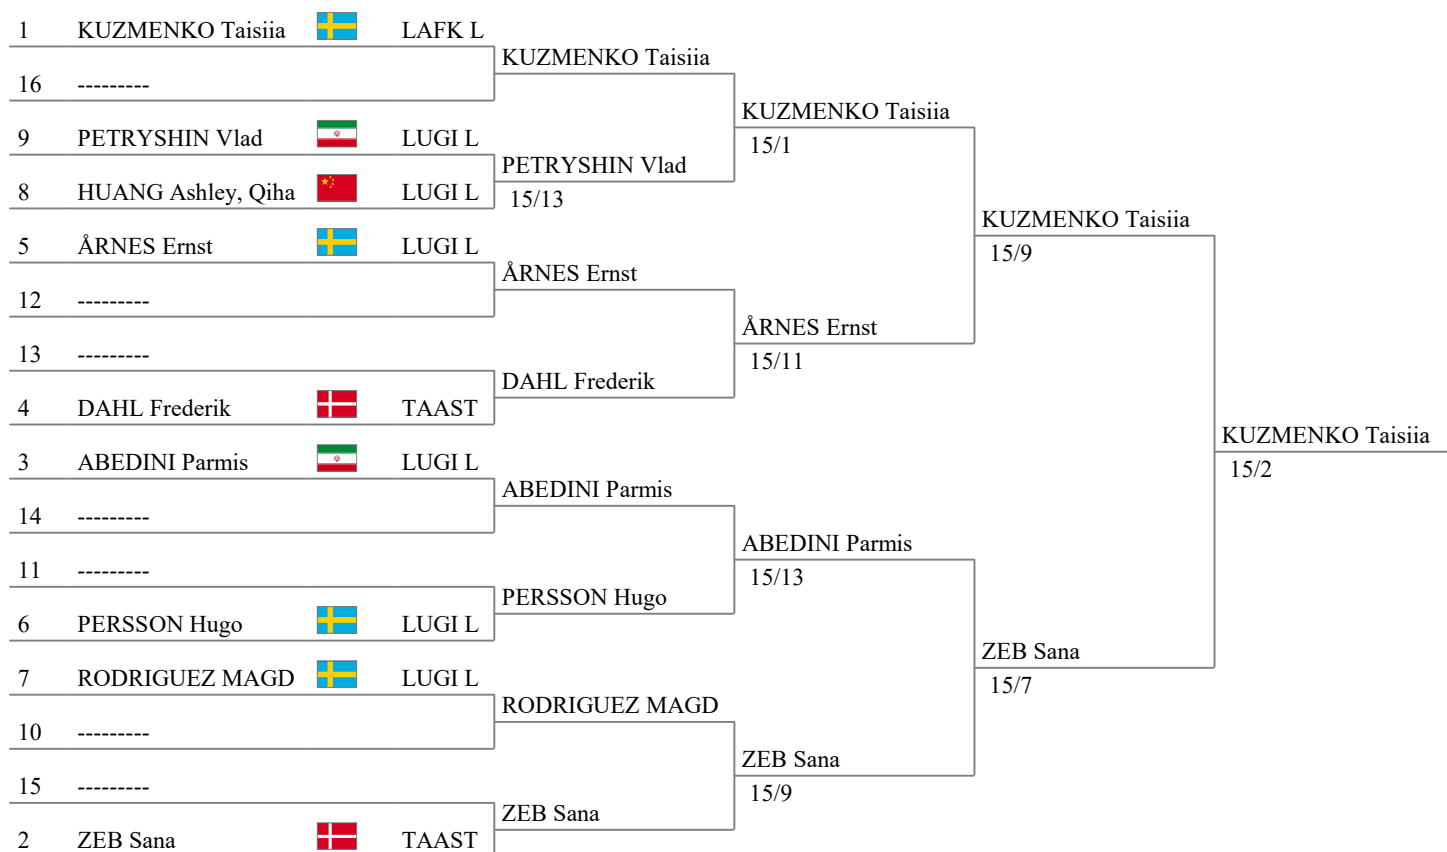 1 KUZMENKO Taisiia LAFK L
16 ---------
9 PETRYSHIN Vlad LUGI L
8 HUANG Ashley, Qiha LUGI L
5 ÅRNES Ernst LUGI L
12 ---------
13 ---------
4 DAHL Frederik TAAST
3 ABEDINI Parmis LUGI L
14 ---------
11 ---------
6 PERSSON Hugo LUGI L
7 RODRIGUEZ MAGD LUGI L
10 ---------
15 ---------
2 ZEB Sana TAAST
KUZMENKO Taisiia
PETRYSHIN Vlad
15/13
ÅRNES Ernst
DAHL Frederik
ABEDINI Parmis
PERSSON Hugo
RODRIGUEZ MAGD
ZEB Sana
KUZMENKO Taisiia
15/1
ÅRNES Ernst
15/11
ABEDINI Parmis
15/13
ZEB Sana
15/9
KUZMENKO Taisiia
15/9
ZEB Sana
15/7
KUZMENKO Taisiia
15/2